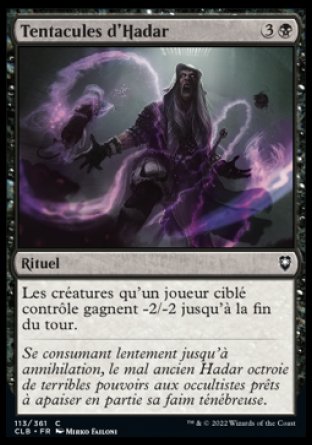 Tentacules d'Hadar 3
Rituel
Les créatures qu'un joueur ciblé
contrôle gagnent -2/-2 jusqu'à la fin
du tour.
Se consumant lentement jusqu'à
annihilation, le mal ancien Hadar octroie
de terribles pouvoirs aux occultistes prêts
à apaiser en partie sa faim ténébreuse.
113/361 C
CLB • FR Mirko Failoni
™ & © 2022 Wizards of the Coast